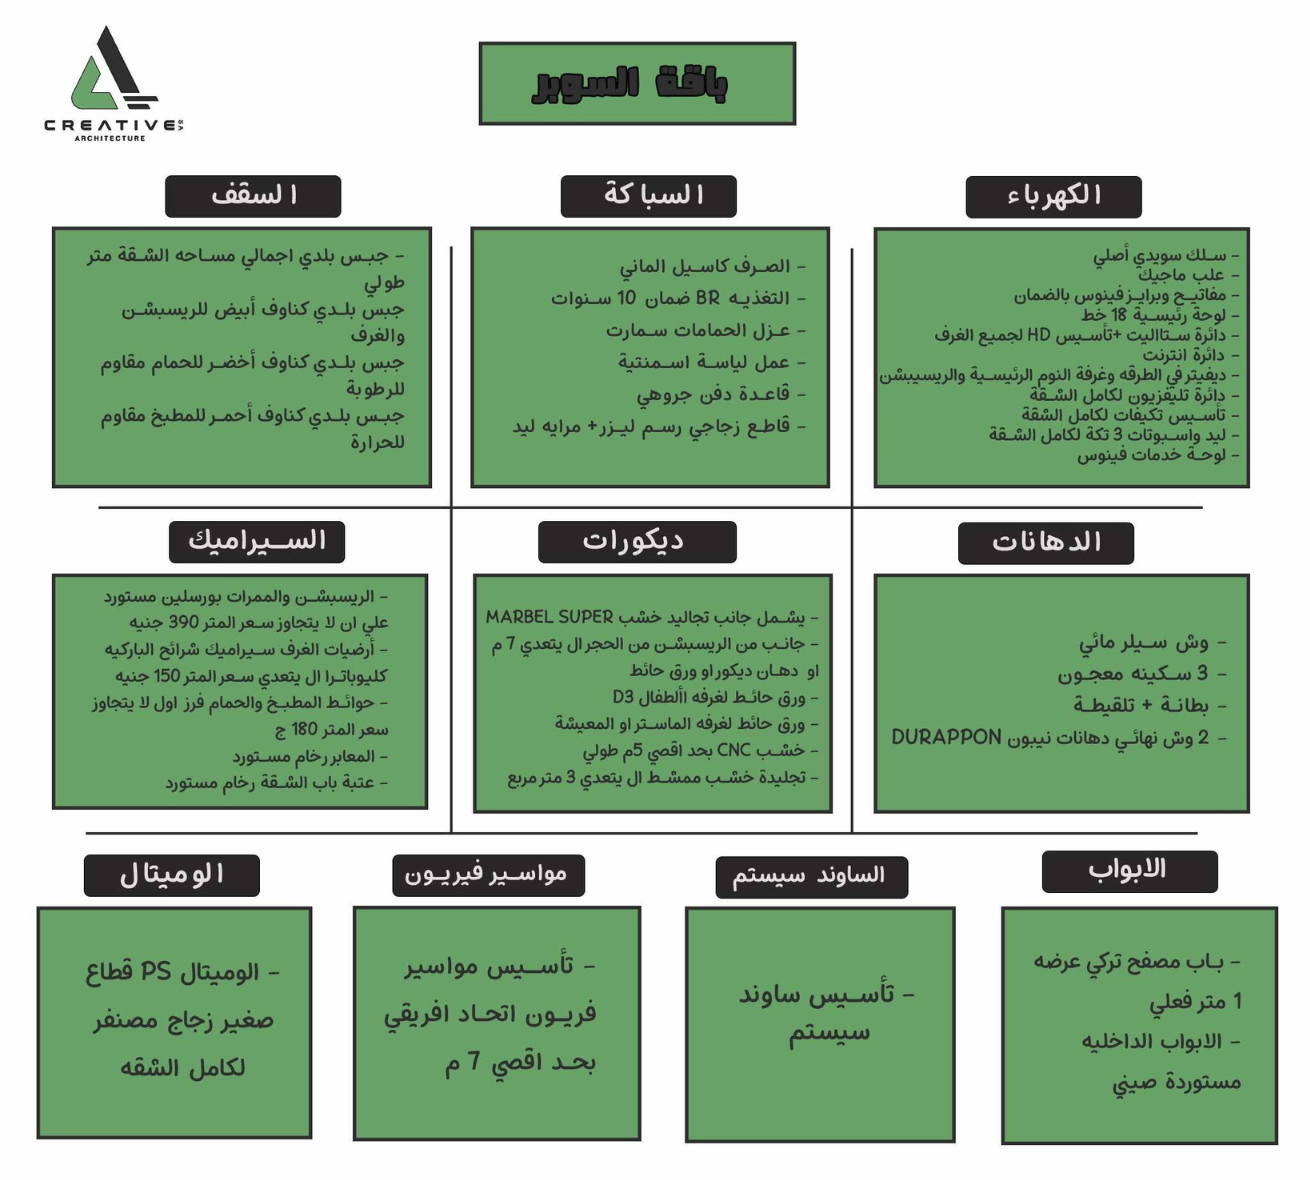 CREATIVE VSR
ARCHITECTURE
باقة السوبر
الكهرباء
- سلك سويدي أصلي
- علب ماجيك
- مفاتيح وبرايز فينوس بالضمان
- لوحة رئيسية 18 خط
- دائرة ستااليت +تأسيس HD لجميع الغرف
- دائرة انترنت
- ديفيتر في الطرقه وغرفة النوم الرئيسية والريسيبشن
- دائرة تليفزيون لكامل الشقة
- تأسيس تكيفات لكامل الشقة
- ليد واسبوتات 3 تكة لكامل الشقة
- لوحة خدمات فينوس
السباكة
- الصرف كاسيل الماني
- التغذيه BR ضمان 10 سنوات
- عزل الحمامات سمارت
- عمل لياسة اسمنتية
- قاعدة دفن جروهي
- قاطع زجاجي رسم ليزر+ مرايه ليد
السقف
- جبس بلدي اجمالي مساحه الشقة متر
طولي
جبس بلدي كناوف أبيض للريسبشن
والغرف
جبس بلدي كناوف أخضر للحمام مقاوم
للرطوبة
جبس بلدي كناوف أحمر للمطبخ مقاوم
للحرارة
الدهانات
- وش سيلر مائي
- 3 سكينه معجون
- بطانة + تلقيطة
- 2 وش نهائي دهانات نيبون DURAPPON
ديكورات
- يشمل جانب تجاليد خشب MARBEL SUPER
- جانب من الريسبشن من الحجر ال يتعدي 7 م
او دهان ديكور او ورق حائط
- ورق حائط لغرفه األطفال D3
- ورق حائط لغرفه الماستر او المعيشة
- خشب CNC بحد اقصي 5م طولي
- تجليدة خشب ممشط ال يتعدي 3 متر مربع
السيراميك
- الريسبشن والممرات بورسلين مستورد
علي ان لا يتجاوز سعر المتر 390 جنيه
- أرضيات الغرف سيراميك شرائح الباركيه
كليوباترا ال يتعدي سعر المتر 150 جنيه
- حوائط المطبخ والحمام فرز اول لا يتجاوز
سعر المتر 180 ج
- المعابر رخام مستورد
- عتبة باب الشقة رخام مستورد
الابواب
- باب مصفح تركي عرضه
1 متر فعلي
- الابواب الداخليه
مستوردة صيني
الساوند سيستم
- تأسيس ساوند
سيستم
مواسير فيريون
- تأسيس مواسير
فريون اتحاد افريقي
بحد اقصي 7 م
الوميتال
- الوميتال PS قطاع
صغير زجاج مصنفر
لكامل الشقه